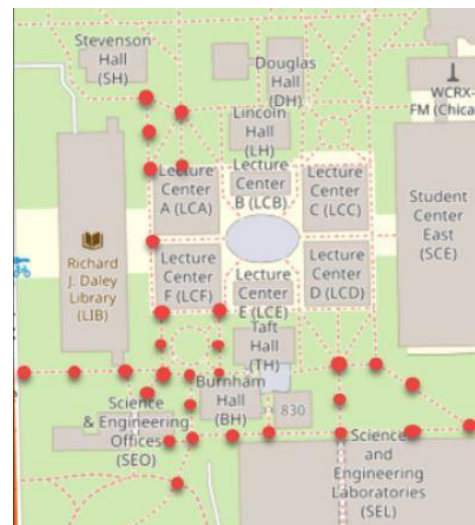 Stevenson
Hall
(SH)
Douglas
Hall
(DH)
WCRX-
FM (Chica
Lincoln
Hall
(LH)
Lecture
Center
A (LCA)
Lecture
Center
B (LCB)
Lecture
Center
C (LCC)
Student
Center
East
(SCE)
Richard
J. Daley
Library
(LIB)
Lecture
Center
F (LCF)
Lecture
Center
E (LCE)
Lecture
Center
D (LCD)
Taft
Hall
(TH)
Burnham
Hall
(BH)
830
Science
& Engineering
Offices
(SEO)
Science
and
Engineering
Laboratories
(SEL)